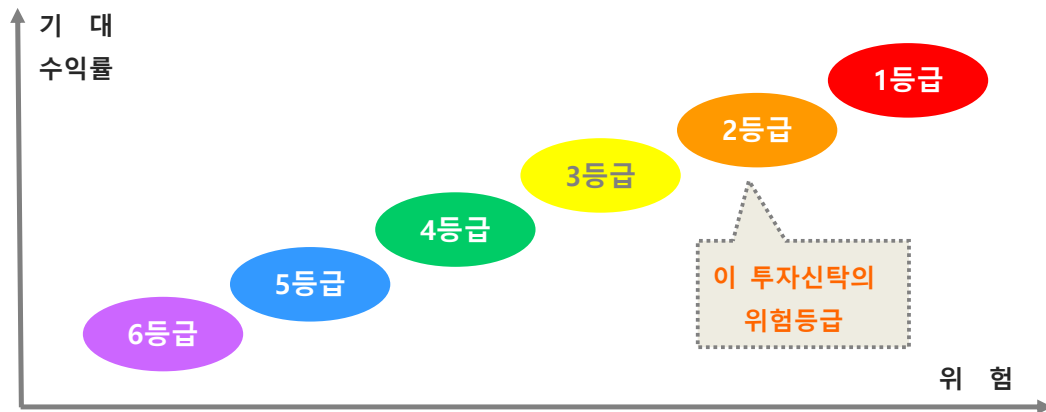 기 대
수익률
1등급
2등급
3등급
4등급
5등급
6등급
이 투자신탁의
위험등급
위 험